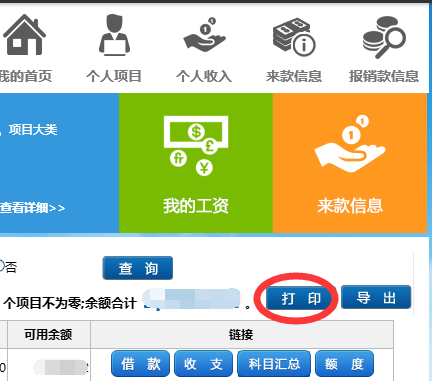 我的首页 个人项目 个人收入 来款信息 报销款信息
项目大类
查看详细>>
我的工资 来款信息
否 查 询
个项目不为零;余额合计 。 打 印 导 出
可用余额 链接
借 款 收 支 科目汇总 额 度